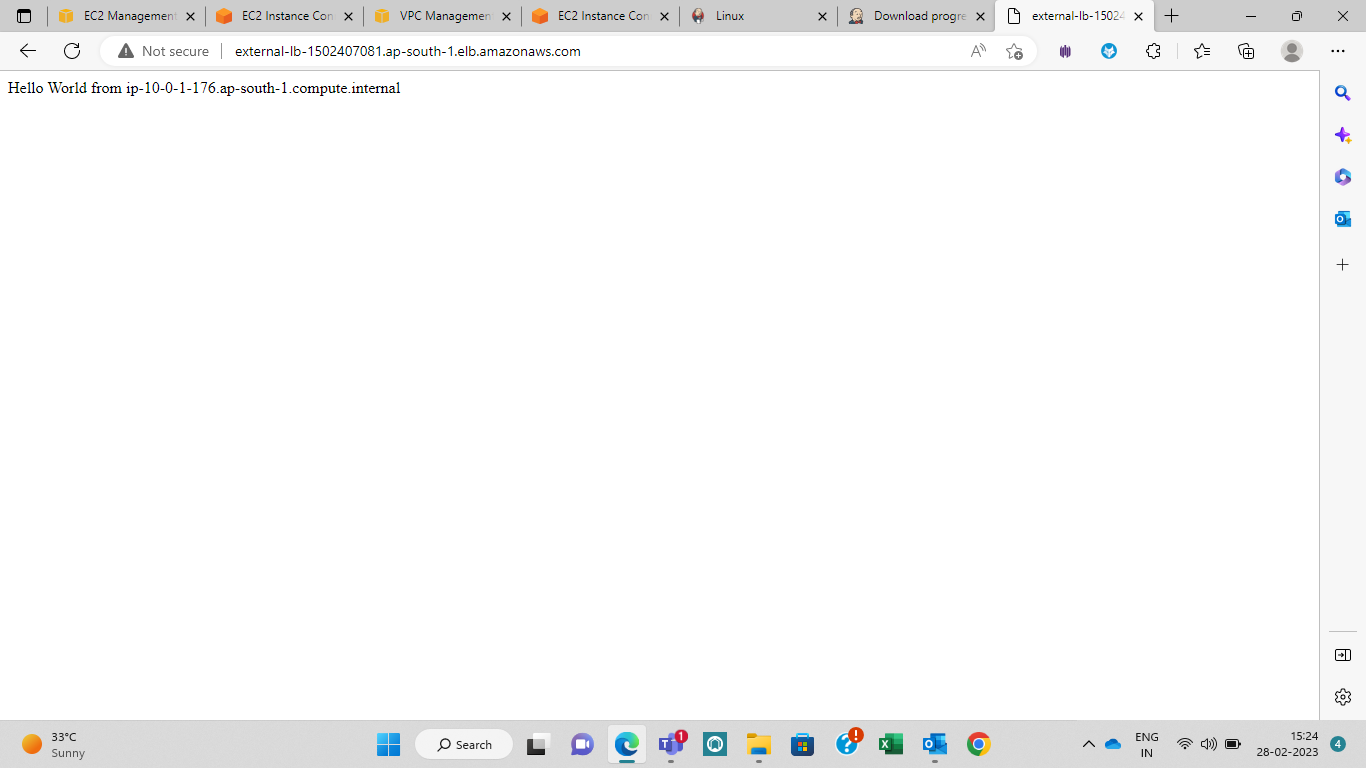 EC2 Management
EC2 Instance Con
VPC Managemen
EC2 Instance Con
Linux
Download progre
external-lb-15024
Not secure
external-lb-1502407081.ap-south-1.elb.amazonaws.com
Hello World from ip-10-0-1-176.ap-south-1.compute.internal
33°C
Sunny
Search
1
ENG
IN
15:24
28-02-2023
4